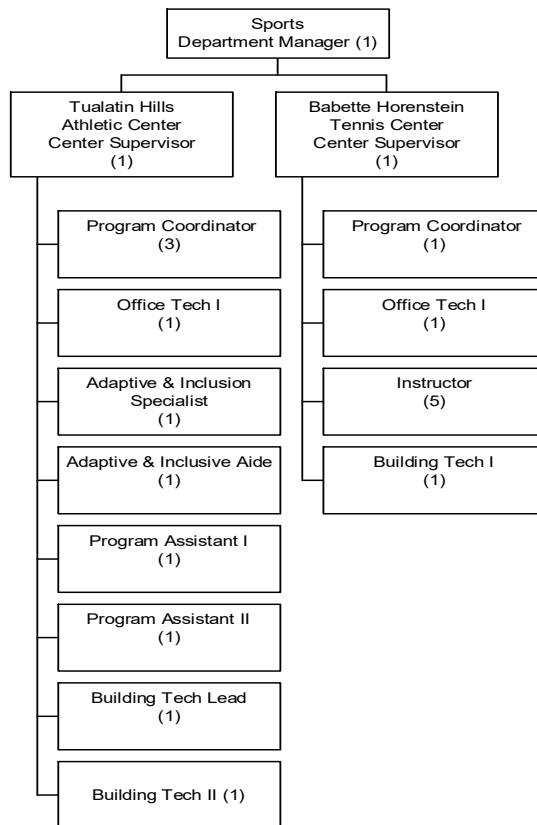 Sports
Department Manager (1)
Tualatin Hills
Athletic Center
Center Supervisor
(1)
Babette Horenstein
Tennis Center
Center Supervisor
(1)
Program Coordinator
(3)
Office Tech I
(1)
Adaptive & Inclusion
Specialist
(1)
Adaptive & Inclusive Aide
(1)
Program Assistant I
(1)
Program Assistant II
(1)
Building Tech Lead
(1)
Building Tech II (1)
Program Coordinator
(1)
Office Tech I
(1)
Instructor
(5)
Building Tech I
(1)